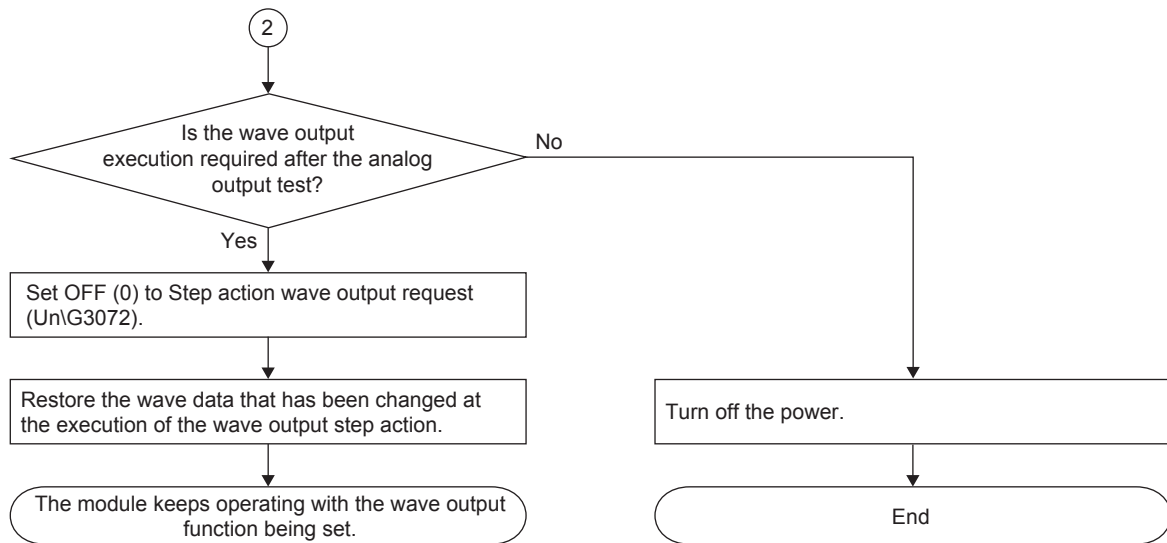 2
Is the wave output
execution required after the analog
output test?
No
Yes
Set OFF (0) to Step action wave output request
(Un\G3072).
Restore the wave data that has been changed at
the execution of the wave output step action.
Turn off the power.
The module keeps operating with the wave output
function being set.
End